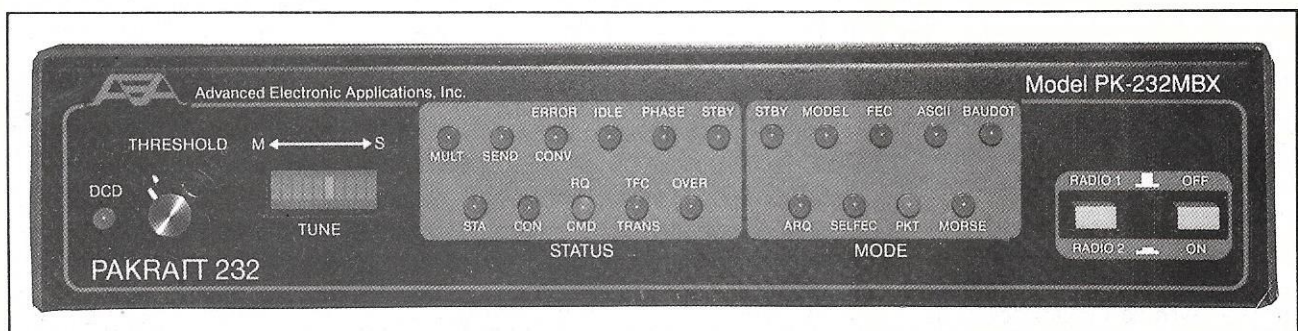 AEA Advanced Electronic Applications, Inc.
Model PK-232MBX
THRESHOLD M S
DCD
TUNE
PAKRATT 232
ERROR IDLE PHASE STBY
MULT SEND CONV
RQ TFC OVER
STA CON CMD TRANS
STATUS
STBY MODEL FEC ASCII BAUDOT
ARQ SELFEC PKT MORSE
MODE
RADIO 1 OFF
RADIO 2 ON